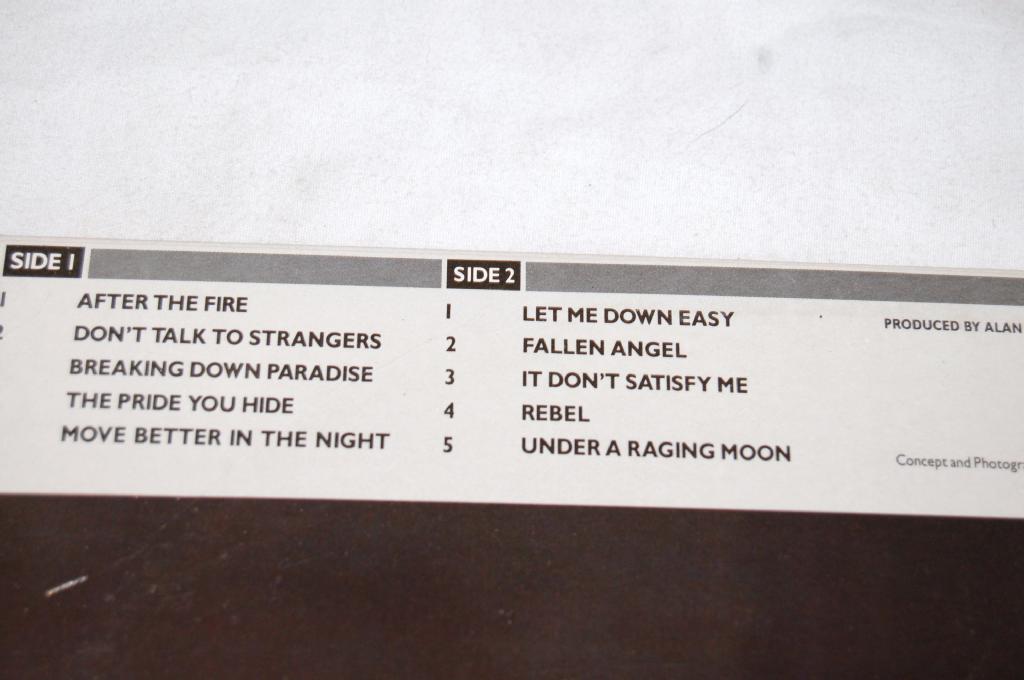 SIDE 1
1 AFTER THE FIRE
2 DON'T TALK TO STRANGERS
BREAKING DOWN PARADISE
THE PRIDE YOU HIDE
MOVE BETTER IN THE NIGHT
SIDE 2
1 LET ME DOWN EASY
2 FALLEN ANGEL
3 IT DON'T SATISFY ME
4 REBEL
5 UNDER A RAGING MOON
PRODUCED BY ALAN
Concept and